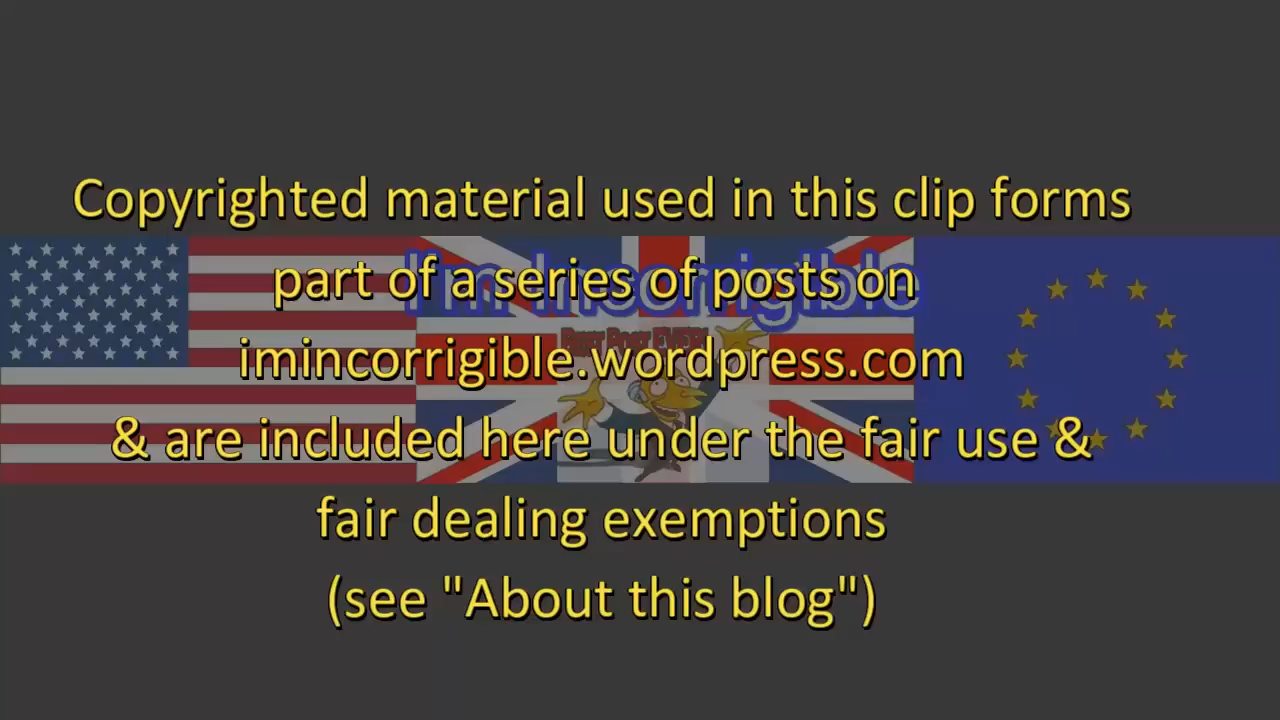 Copyrighted material used in this clip forms
part of a series of posts on
I'm Incorrigible
imincorrigible.wordpress.com
& are included here under the fair use &
fair dealing exemptions
(see "About this blog")